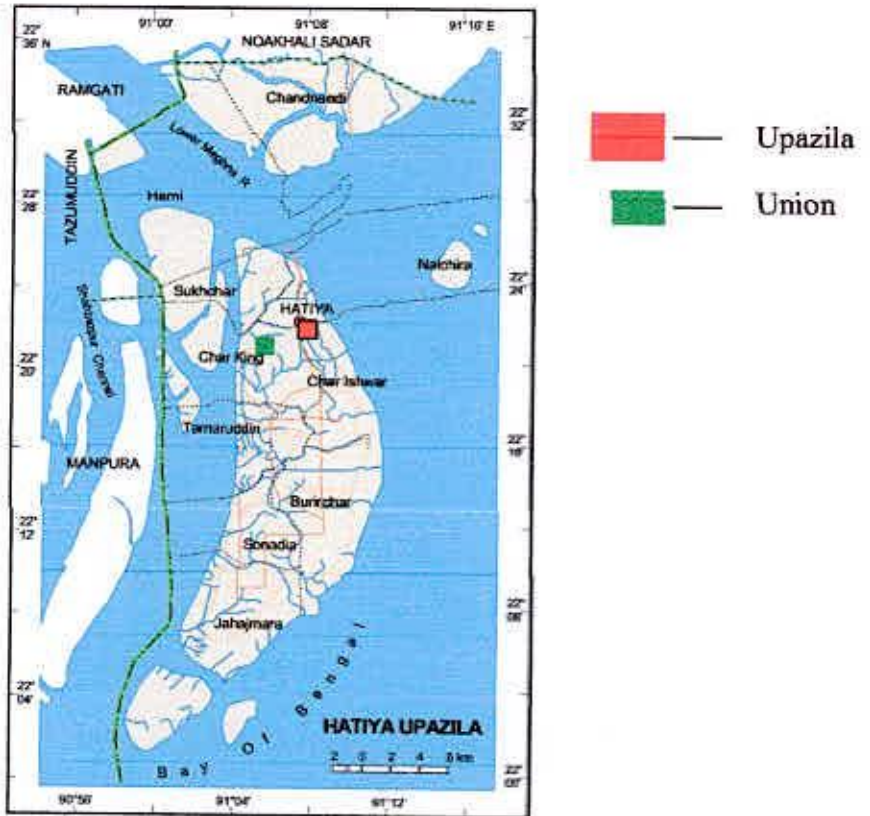 91°00' 91°08' 91°16' E
22°
36' N
NOAKHALI SADAR
RAMGATI
Chandnandi
22°
32'
Lower Meghna R
TAZUMUDDIN
22°
28'
Harni
Nalchira
22°
24'
Sukhchar
HATIYA
Shahbazpur Channel
Char King
22°
20'
Char Ishwar
Tamaruddin
22°
16'
MANPURA
Burirchar
22°
12'
Sonadia
22°
08'
Jahajmara
22°
04'
Bay Of Bengal
HATIYA UPAZILA
2 0 2 4 6 km
22°
00'
90°56' 91°04' 91°12'
Upazila
Union